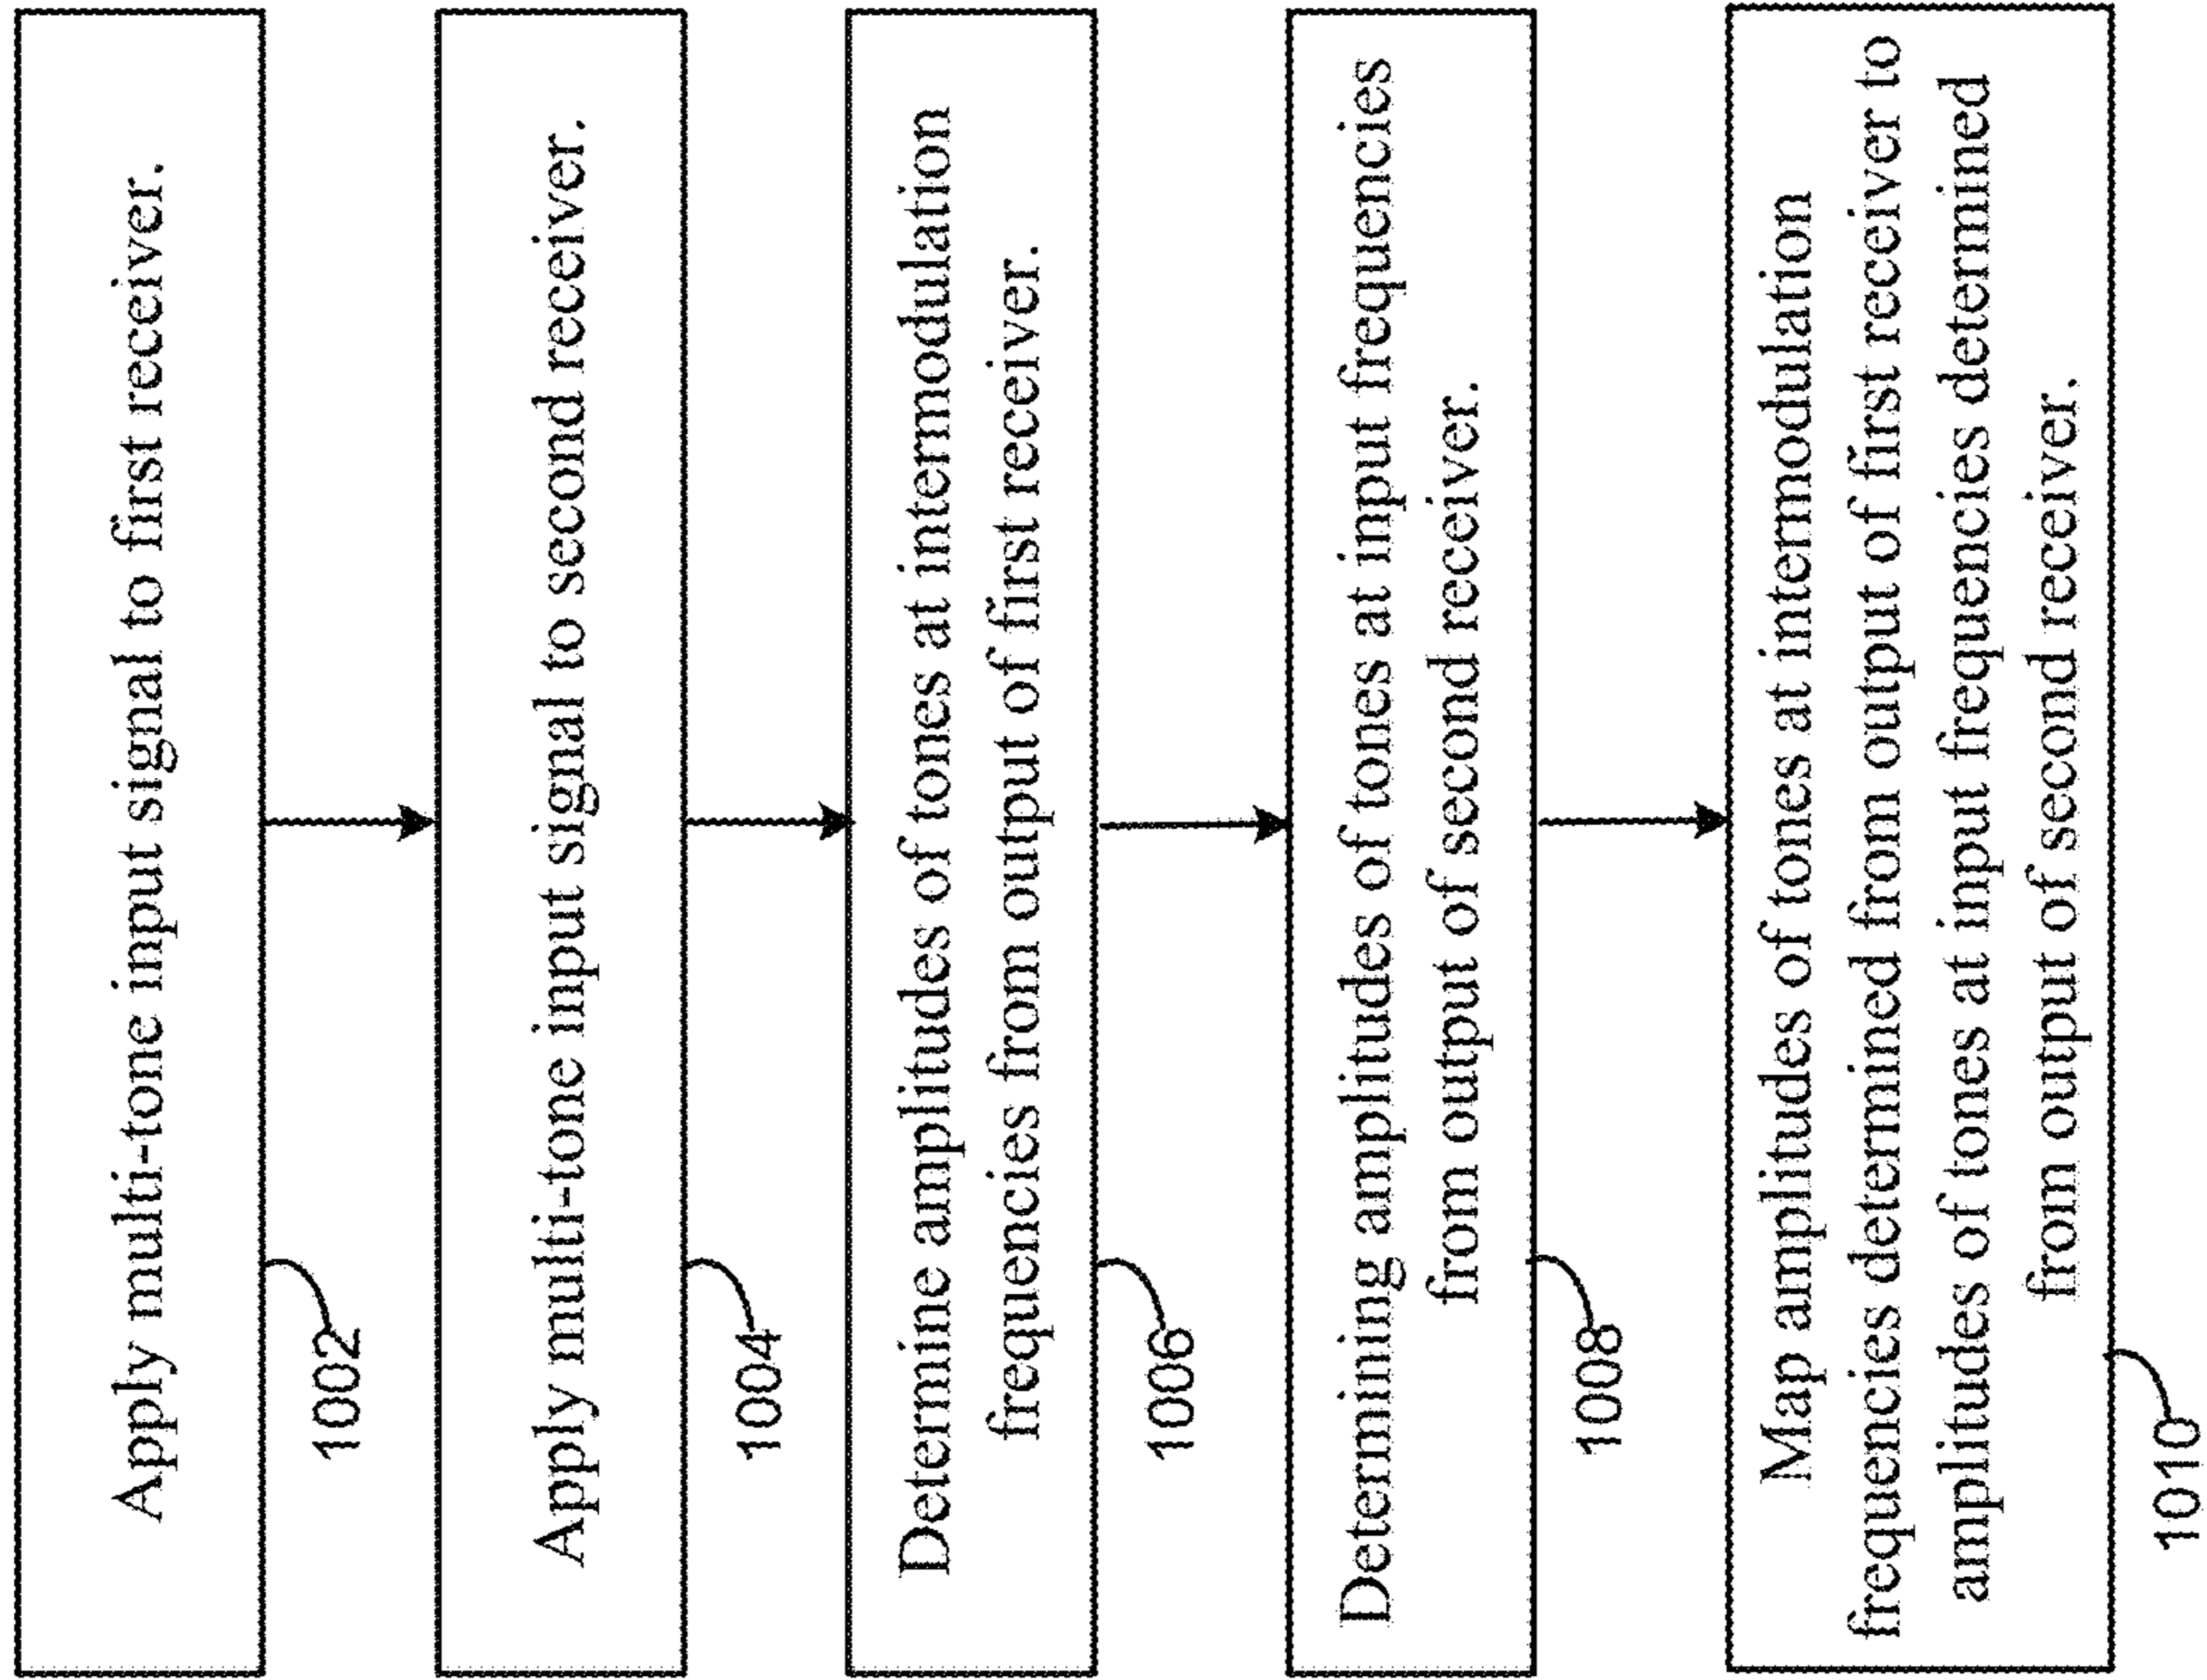 Apply multi-tone input signal to first receiver.
1002
Apply multi-tone input signal to second receiver.
1004
Determine amplitudes of tones at intermodulation
frequencies from output of first receiver.
1006
Determining amplitudes of tones at input frequencies
from output of second receiver.
1008
Map amplitudes of tones at intermodulation
frequencies determined from output of first receiver to
amplitudes of tones at input frequencies determined
from output of second receiver.
1010